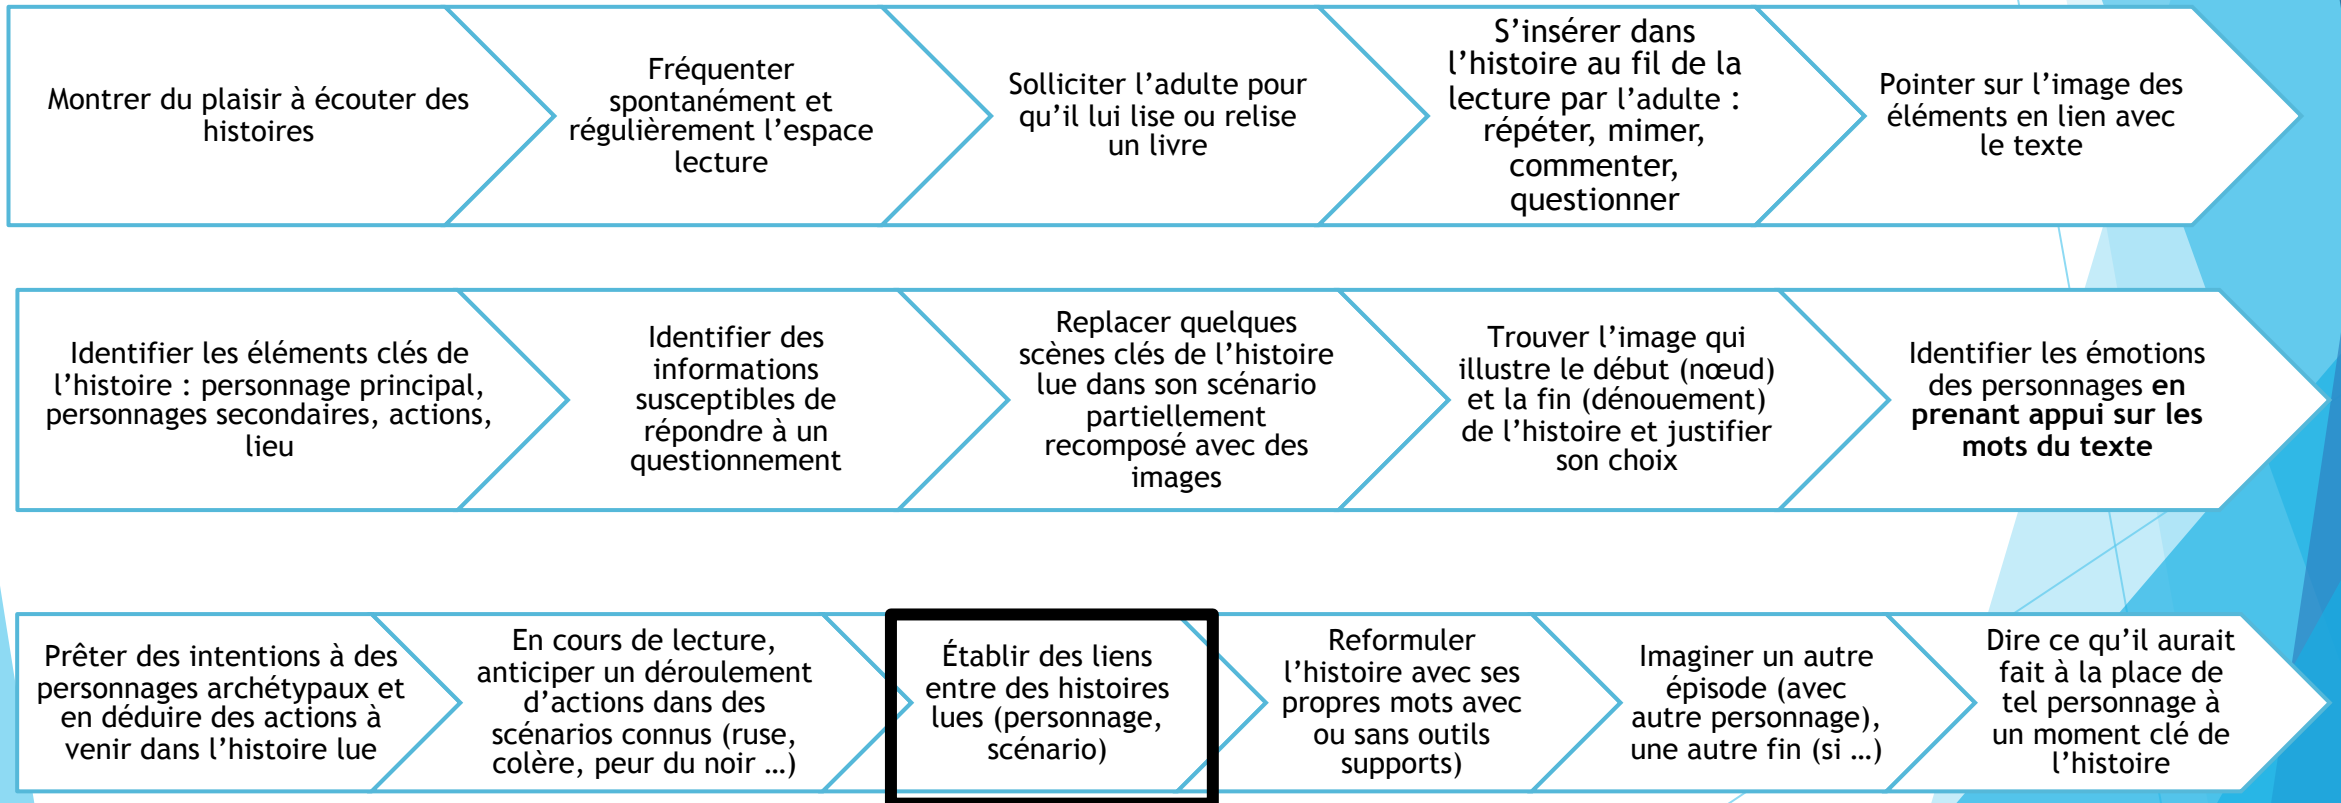 Montrer du plaisir à écouter des
histoires
Fréquenter
spontanément et
régulièrement l’espace
lecture
Solliciter l’adulte pour
qu’il lui lise ou relise
un livre
S’insérer dans
l’histoire au fil de la
lecture par l’adulte :
répéter, mimer,
commenter,
questionner
Pointer sur l’image des
éléments en lien avec
le texte
Identifier les éléments clés de
l’histoire : personnage principal,
personnages secondaires, actions,
lieu
Identifier des
informations
susceptibles de
répondre à un
questionnement
Replacer quelques
scènes clés de l’histoire
lue dans son scénario
partiellement
recomposé avec des
images
Trouver l’image qui
illustre le début (nœud)
et la fin (dénouement)
de l’histoire et justifier
son choix
Identifier les émotions
des personnages en
prenant appui sur les
mots du texte
Prêter des intentions à des
personnages archétypaux et
en déduire des actions à
venir dans l’histoire lue
En cours de lecture,
anticiper un déroulement
d’actions dans des
scénarios connus (ruse,
colère, peur du noir …)
Établir des liens
entre des histoires
lues (personnage,
scénario)
Reformuler
l’histoire avec ses
propres mots avec
ou sans outils
supports)
Imaginer un autre
épisode (avec
autre personnage),
une autre fin (si …)
Dire ce qu’il aurait
fait à la place de
tel personnage à
un moment clé de
l’histoire